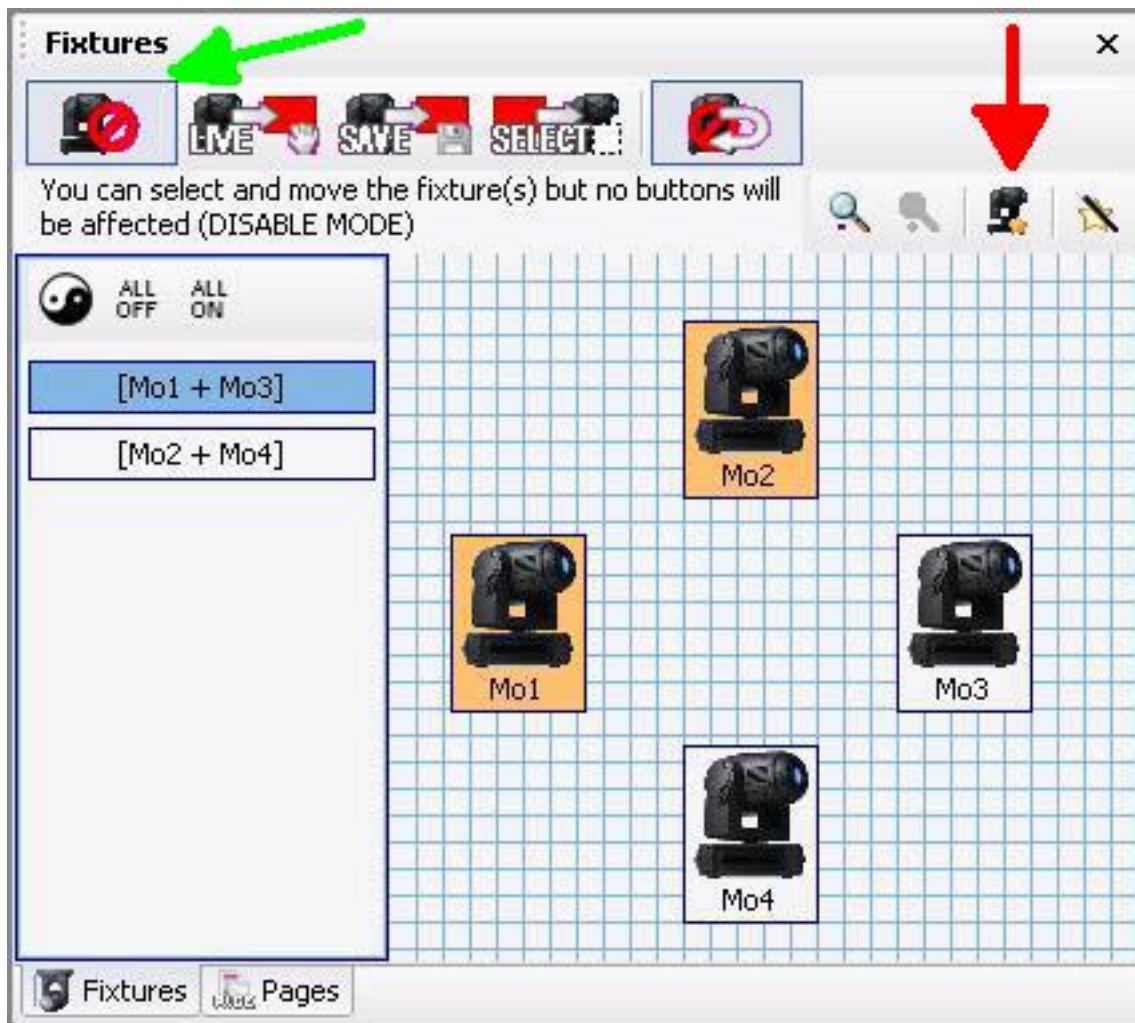 Fixtures
LIVE SAVE SELECT
You can select and move the fixture(s) but no buttons will
be affected (DISABLE MODE)
ALL OFF ALL ON
[Mo1 + Mo3]
[Mo2 + Mo4]
Mo2
Mo1
Mo3
Mo4
Fixtures Pages